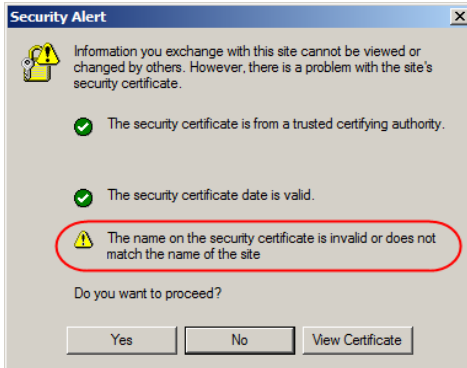 Security Alert
Information you exchange with this site cannot be viewed or
changed by others. However, there is a problem with the site's
security certificate.
The security certificate is from a trusted certifying authority.
The security certificate date is valid.
The name on the security certificate is invalid or does not
match the name of the site
Do you want to proceed?
Yes No View Certificate